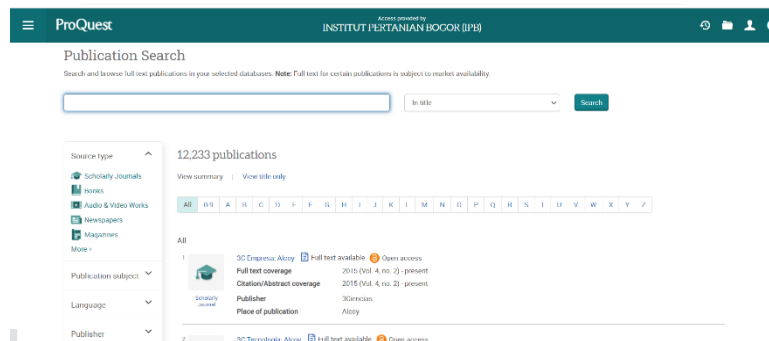 Access provided by
ProQuest
INSTITUT PERTANIAN BOGOR (IPB)
Publication Search
Search and browse full text publications in your selected databases. Note: Full text for certain publications is subject to market availability.
In title
Search
Source type
Scholarly Journals
Books
Audio & Video Works
Newspapers
Magazines
More >
Publication subject
Language
Publisher
12,233 publications
View summary | View title only
All 0-9 A B C D E F G H I J K L M N O P Q R S T U V W X Y Z
All
1
Scholarly Journal
3C Empresa; Alcoy Full text available Open access
Full text coverage 2015 (Vol. 4, no. 2) - present
Citation/Abstract coverage 2015 (Vol. 4, no. 2) - present
Publisher 3Ciencias
Place of publication Alcoy
2
3C Tecnologia; Alcoy Full text available Open access